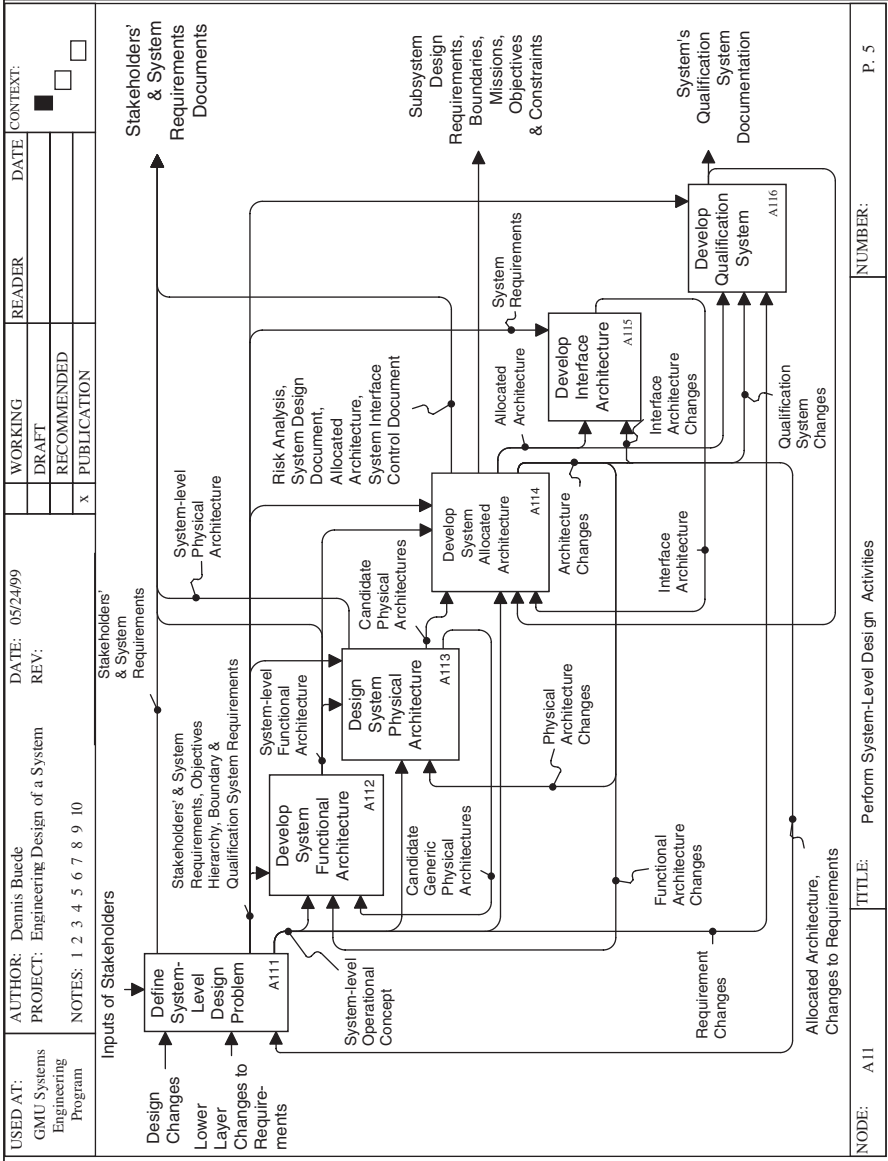 USED AT:
GMU Systems
Engineering
Program
AUTHOR: Dennis Buede
PROJECT: Engineering Design of a System
NOTES: 1 2 3 4 5 6 7 8 9 10
DATE: 05/24/99
REV:
WORKING
DRAFT
RECOMMENDED
x PUBLICATION
READER
DATE
CONTEXT:
Inputs of Stakeholders
Design
Changes
Lower
Layer
Changes to
Require-
ments
Define
System-
Level
Design
Problem
A111
Stakeholders'
& System
Requirements
Stakeholders' & System
Requirements, Objectives
Hierarchy, Boundary &
Qualification System Requirements
System-level
Operational
Concept
Develop
System
Functional
Architecture
A112
System-level
Functional
Architecture
Candidate
Generic
Physical
Architectures
Design
System
Physical
Architecture
A113
System-level
Physical
Architecture
Candidate
Physical
Architectures
Develop
System
Allocated
Architecture
A114
Risk Analysis,
System Design
Document,
Allocated
Architecture,
System Interface
Control Document
Allocated
Architecture
System
Requirements
Develop
Interface
Architecture
A115
Architecture
Changes
Interface
Architecture
Changes
Interface
Architecture
Physical
Architecture
Changes
Functional
Architecture
Changes
Requirement
Changes
Allocated Architecture,
Changes to Requirements
Qualification
System
Changes
Develop
Qualification
System
A116
Stakeholders'
& System
Requirements
Documents
Subsystem
Design
Requirements,
Boundaries,
Missions,
Objectives
& Constraints
System's
Qualification
System
Documentation
NODE: A11
TITLE: Perform System-Level Design Activities
NUMBER:
P. 5